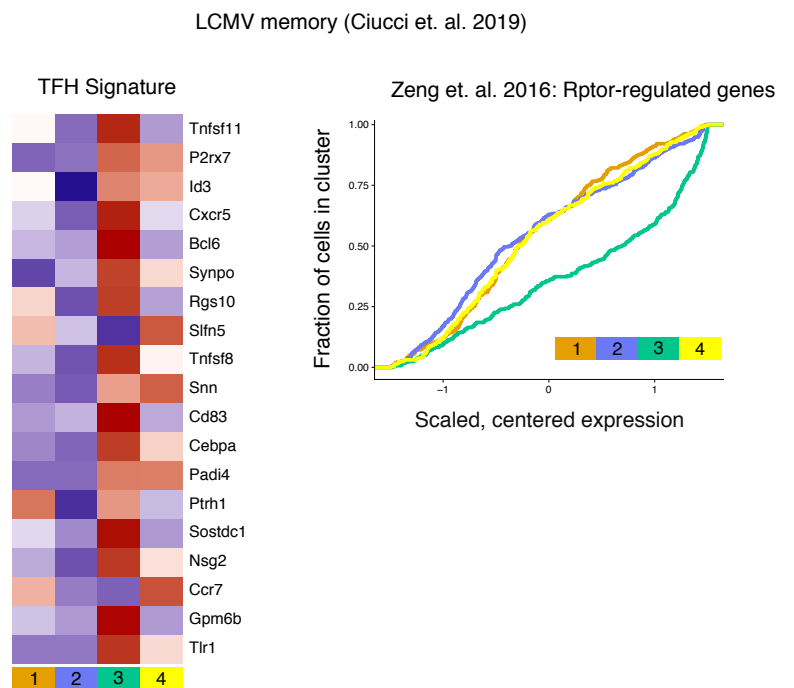 LCMV memory (Ciucci et. al. 2019)
TFH Signature
Tnfsf11
P2rx7
Id3
Cxcr5
Bcl6
Synpo
Rgs10
Slfn5
Tnfsf8
Snn
Cd83
Cebpa
Padi4
Ptrh1
Sostdc1
Nsg2
Ccr7
Gpm6b
Tlr1
1 2 3 4
Zeng et. al. 2016: Rptor-regulated genes
Fraction of cells in cluster
1.00
0.75
0.50
0.25
0.00
1 2 3 4
−1 0 1
Scaled, centered expression